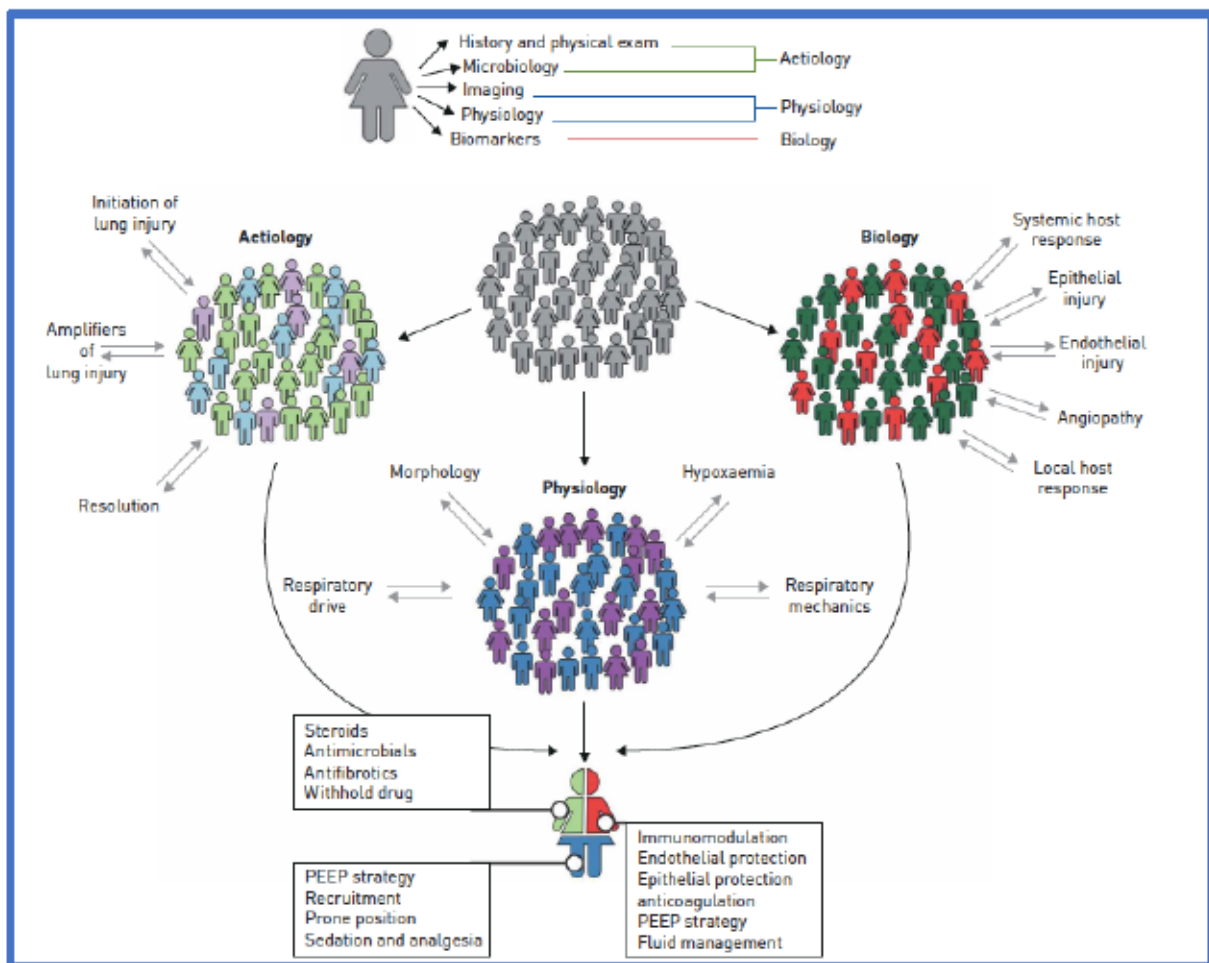 History and physical exam
Microbiology
Imaging
Physiology
Biomarkers
Aetiology
Physiology
Biology
Initiation of
lung injury
Aetiology
Amplifiers
of
lung injury
Resolution
Biology
Systemic host
response
Epithelial
injury
Endothelial
injury
Angiopathy
Local host
response
Morphology
Physiology
Hypoxaemia
Respiratory
drive
Respiratory
mechanics
Steroids
Antimicrobials
Antifibrotics
Withhold drug
PEEP strategy
Recruitment
Prone position
Sedation and analgesia
Immunomodulation
Endothelial protection
Epithelial protection
anticoagulation
PEEP strategy
Fluid management